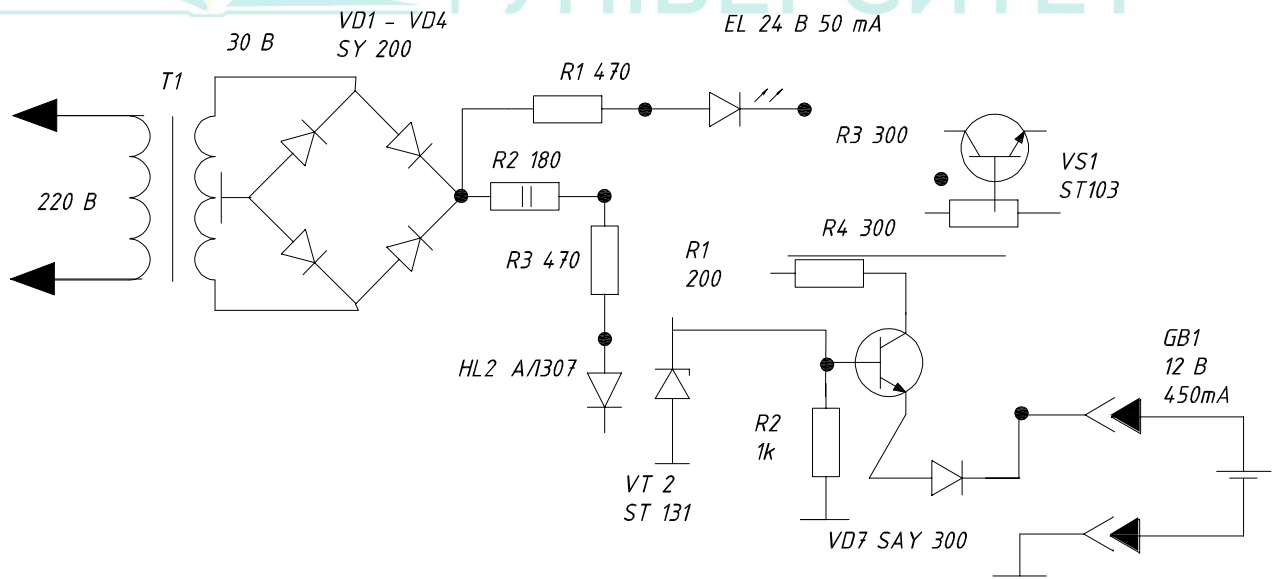 УНІВЕРСИТЕТ
VD1 - VD4
SY 200
30 В
EL 24 В 50 mA
T1
R1 470
R3 300
VS1
ST103
R2 180
220 В
R4 300
R3 470
R1
200
GB1
12 В
450mA
HL2 АЛ307
R2
1k
VT 2
ST 131
VD7 SAY 300